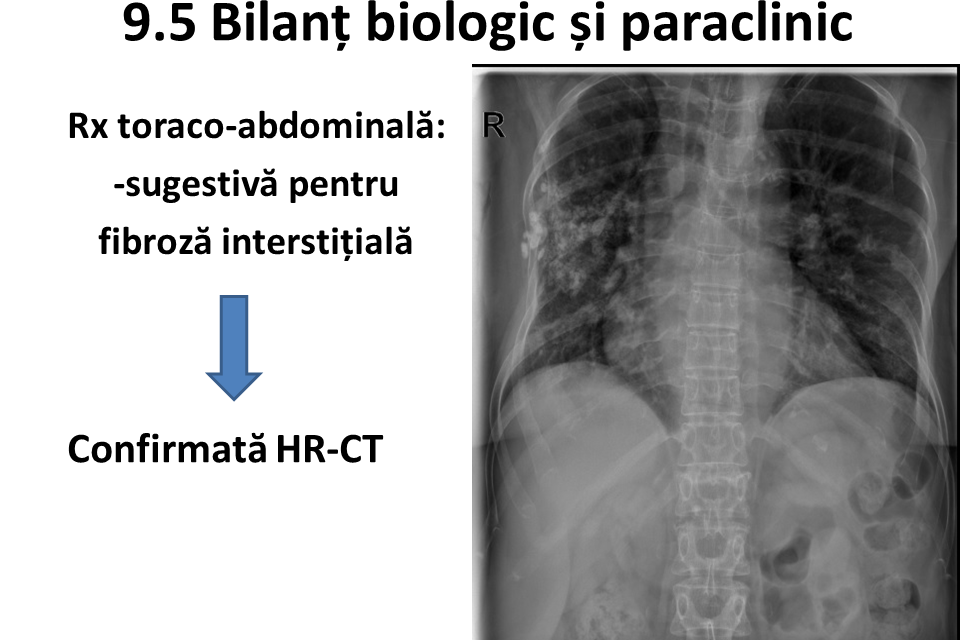 9.5 Bilanț biologic și paraclinic
Rx toraco-abdominală:
-sugestivă pentru
fibroză interstițială
Confirmată HR-CT
R